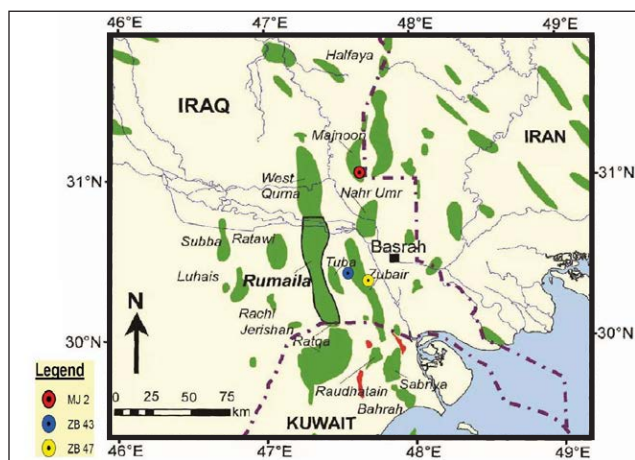 46°E 47°E 48°E 49°E
Halfaya
IRAQ
IRAN
Majnoon
31°N 31°N
West
Qurna
Nahr Umr
Subba Ratawi
Basrah
Tuba
Zubair
Luhais
Rumaila
Rachi
Jerishan
N
30°N 30°N
Ratqa
Legend
MJ 2
ZB 43
ZB 47
0 25 50 75
km
Raudhatain
Sabriya
Bahrah
KUWAIT
46°E 47°E 48°E 49°E